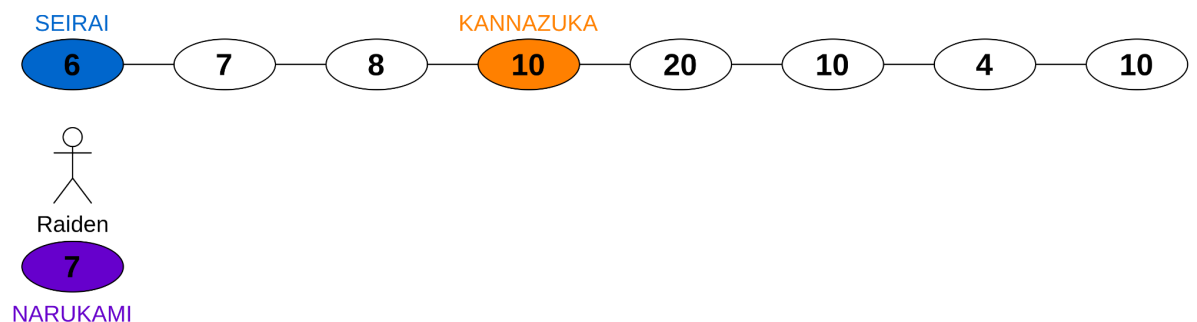 SEIRAI KANNAZUKA
6 7 8 10 20 10 4 10
Raiden
7
NARUKAMI